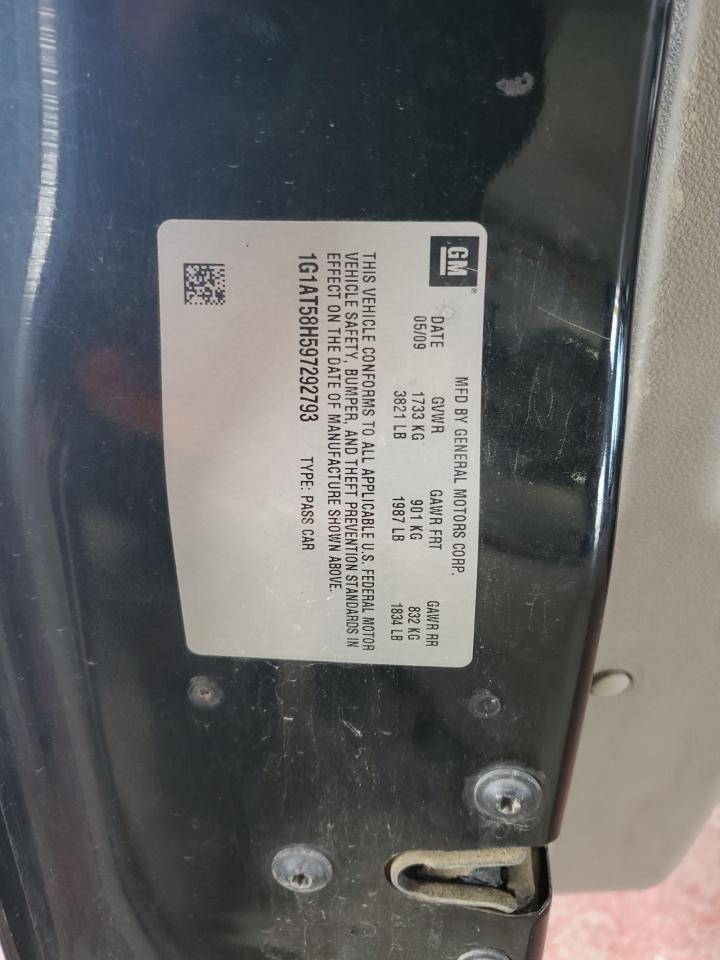 GM®
MFD BY GENERAL MOTORS CORP.
DATE GVWR GAWR FRT GAWR RR
05/09 1733 KG 901 KG 832 KG
3821 LB 1987 LB 1834 LB
THIS VEHICLE CONFORMS TO ALL APPLICABLE U.S. FEDERAL MOTOR
VEHICLE SAFETY, BUMPER, AND THEFT PREVENTION STANDARDS IN
EFFECT ON THE DATE OF MANUFACTURE SHOWN ABOVE.
1G1AT58H597292793 TYPE: PASS CAR